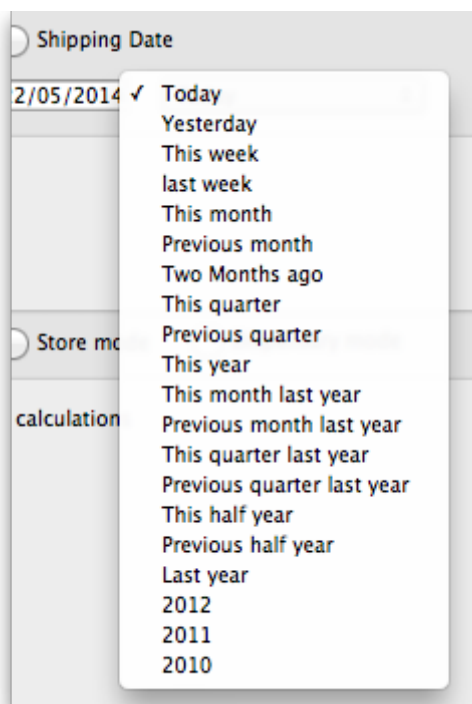 Shipping Date
2/05/2014 ✓ Today
Yesterday
This week
last week
This month
Previous month
Two Months ago
This quarter
Store Previous quarter
This year
This month last year
calculation Previous month last year
This quarter last year
Previous quarter last year
This half year
Previous half year
Last year
2012
2011
2010